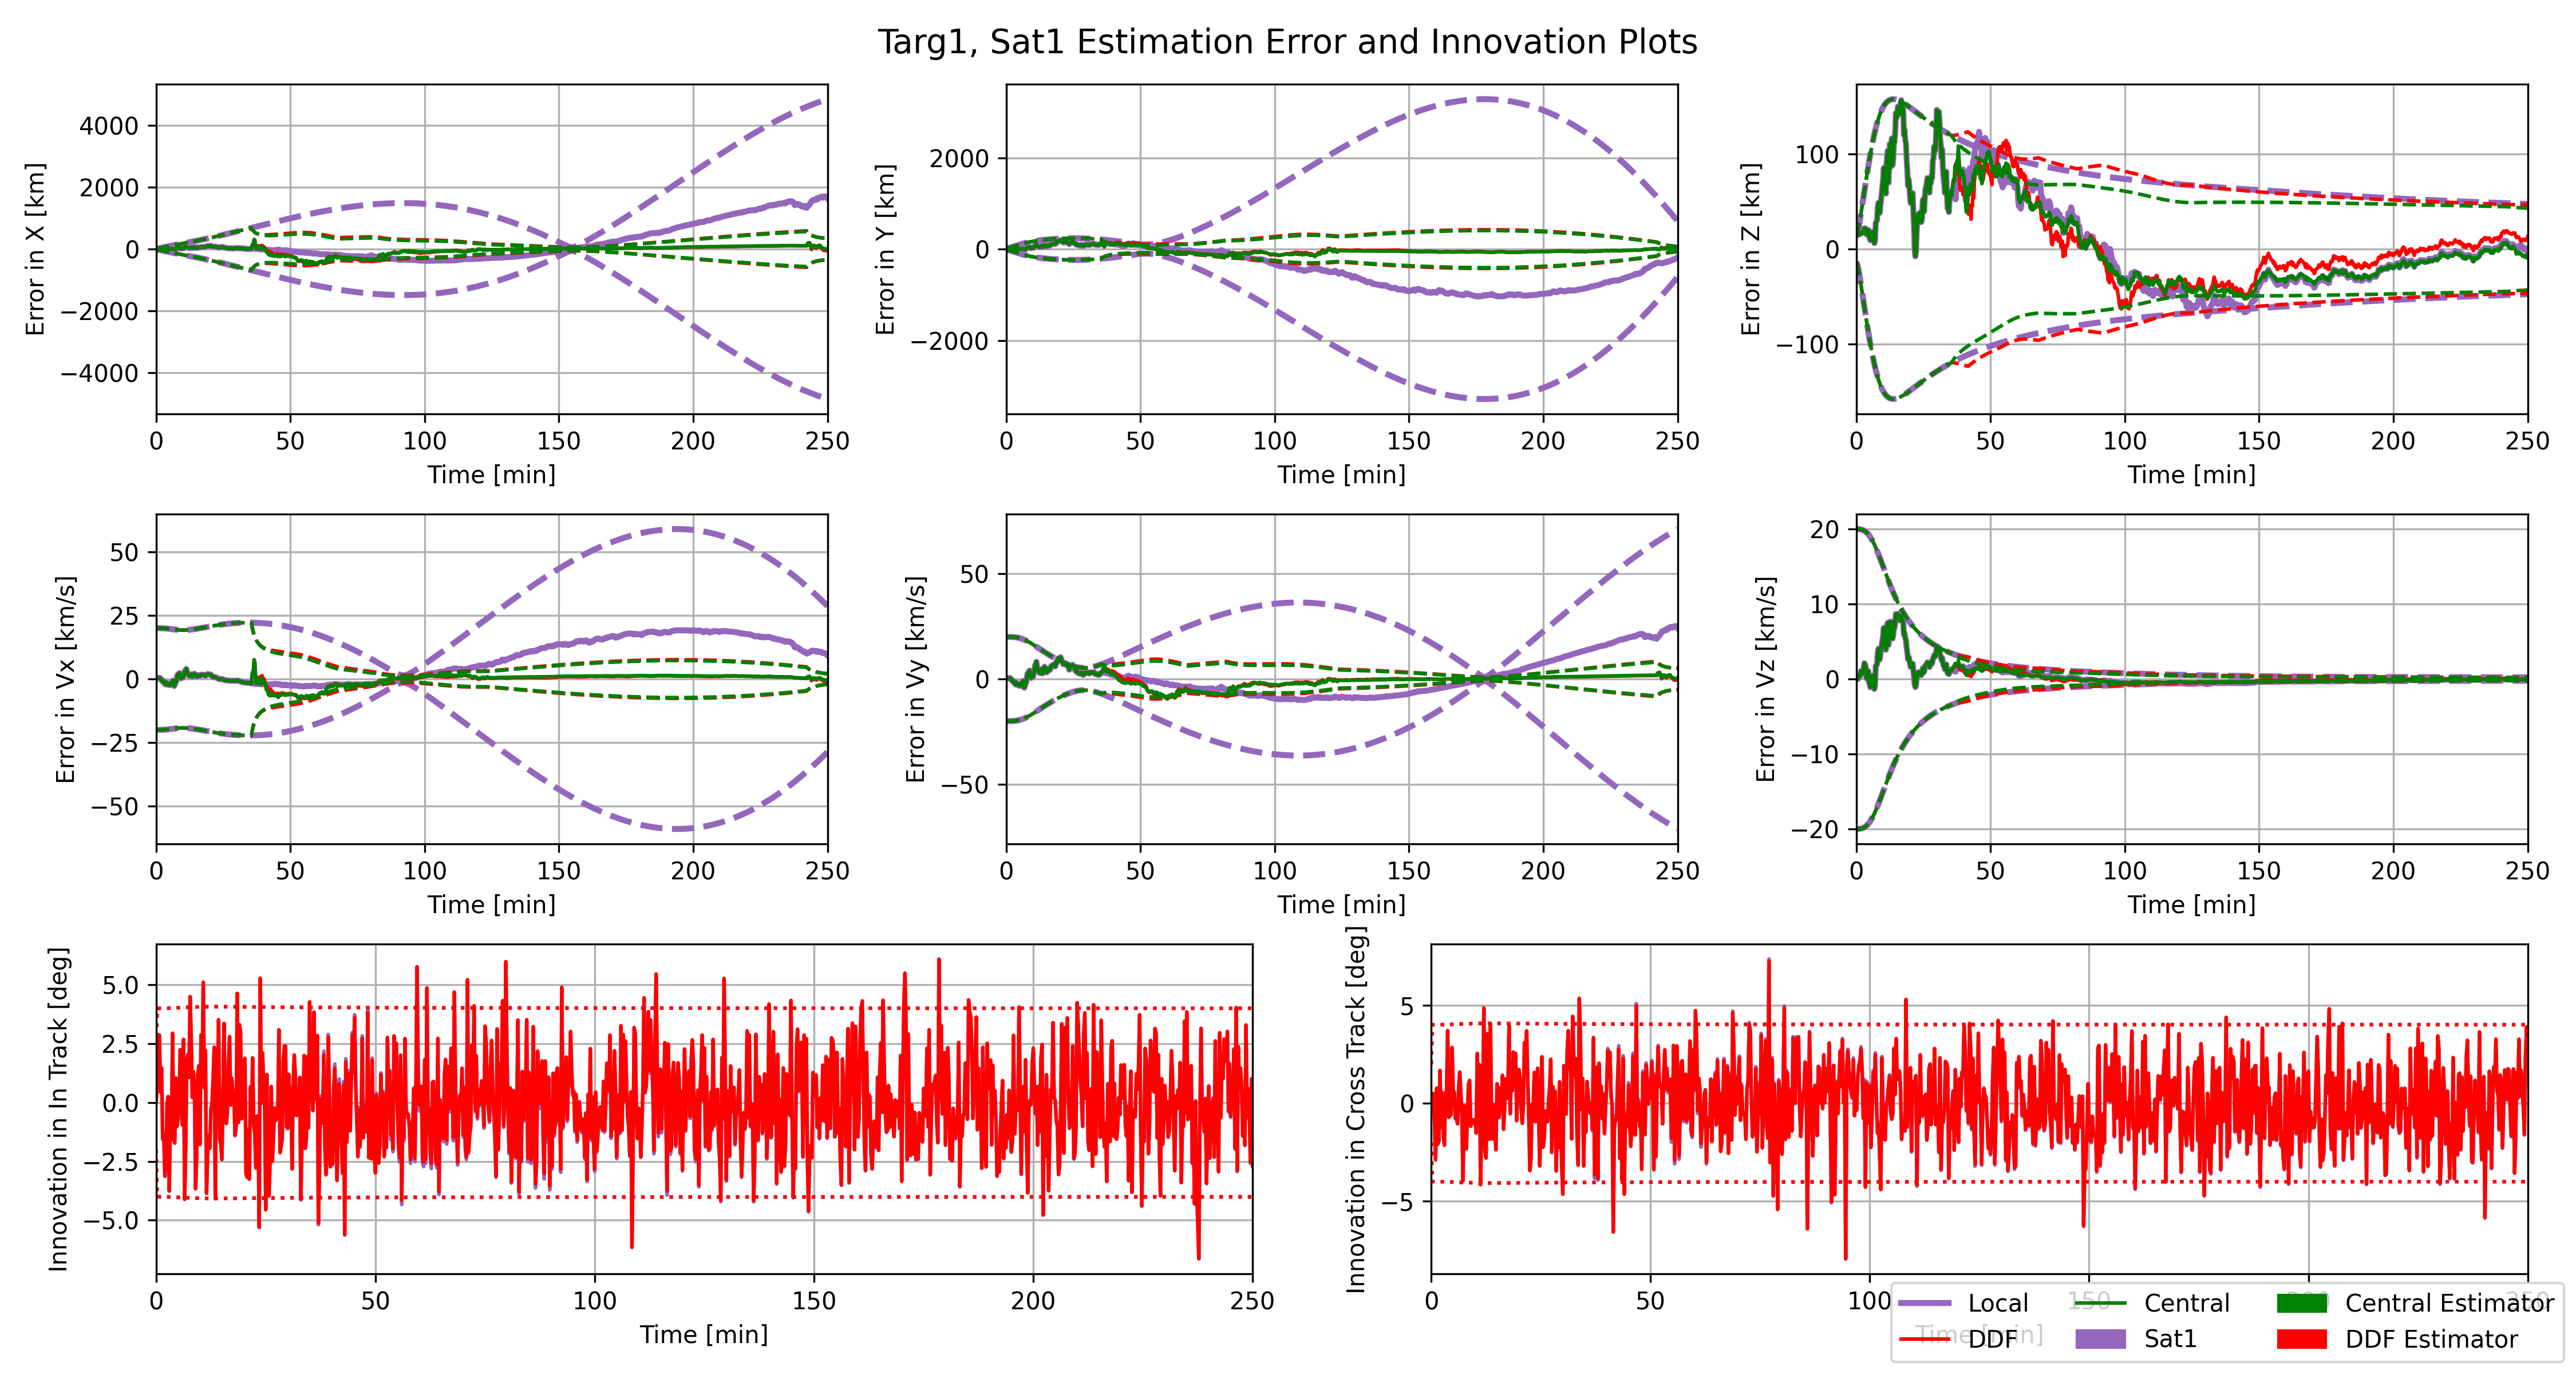 Targ1, Sat1 Estimation Error and Innovation Plots
Error in X [km]
4000
2000
0
−2000
−4000
0 50 100 150 200 250
Time [min]
Error in Y [km]
2000
0
−2000
0 50 100 150 200 250
Time [min]
Error in Z [km]
100
0
−100
0 50 100 150 200 250
Time [min]
Error in Vx [km/s]
50
25
0
−25
−50
0 50 100 150 200 250
Time [min]
Error in Vy [km/s]
50
0
−50
0 50 100 150 200 250
Time [min]
Error in Vz [km/s]
20
10
0
−10
−20
0 50 100 150 200 250
Time [min]
Innovation in In Track [deg]
5.0
2.5
0.0
−2.5
−5.0
0 50 100 150 200 250
Time [min]
Innovation in Cross Track [deg]
5
0
−5
0 50 100 150 200 250
Time [min]
Local Central Central Estimator
DDF Sat1 DDF Estimator